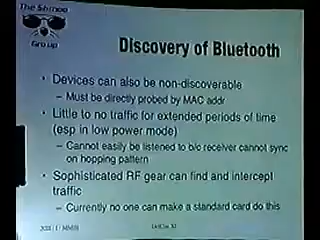 The Shmoo
Group
Discovery of Bluetooth
• Devices can also be non-discoverable
– Must be directly probed by MAC addr
• Little to no traffic for extended periods of time
(esp in low power mode)
– Cannot easily be listened to b/c receiver cannot sync
on hopping pattern
• Sophisticated RF gear can find and intercept
traffic
– Currently no one can make a standard card do this